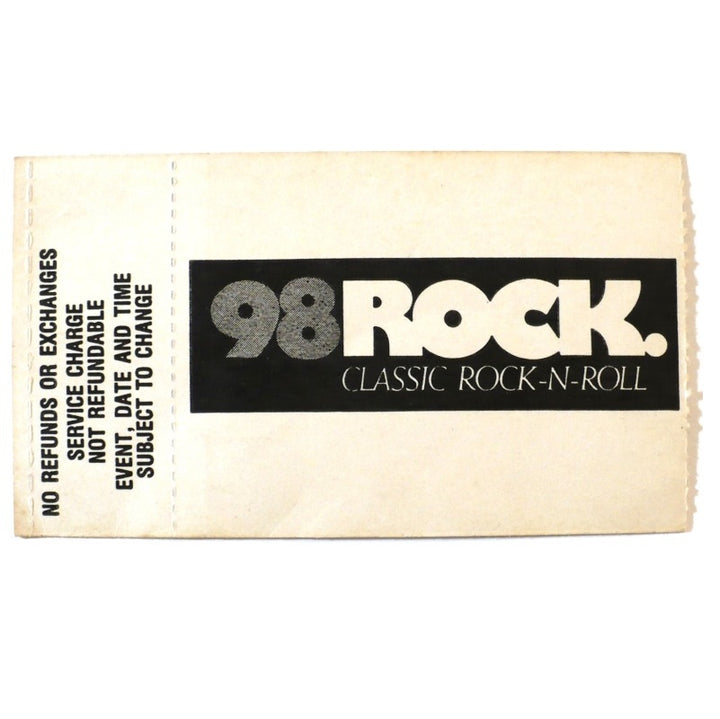 NO REFUNDS OR EXCHANGES
SERVICE CHARGE
NOT REFUNDABLE
EVENT, DATE AND TIME
SUBJECT TO CHANGE
98ROCK.
CLASSIC ROCK-N-ROLL